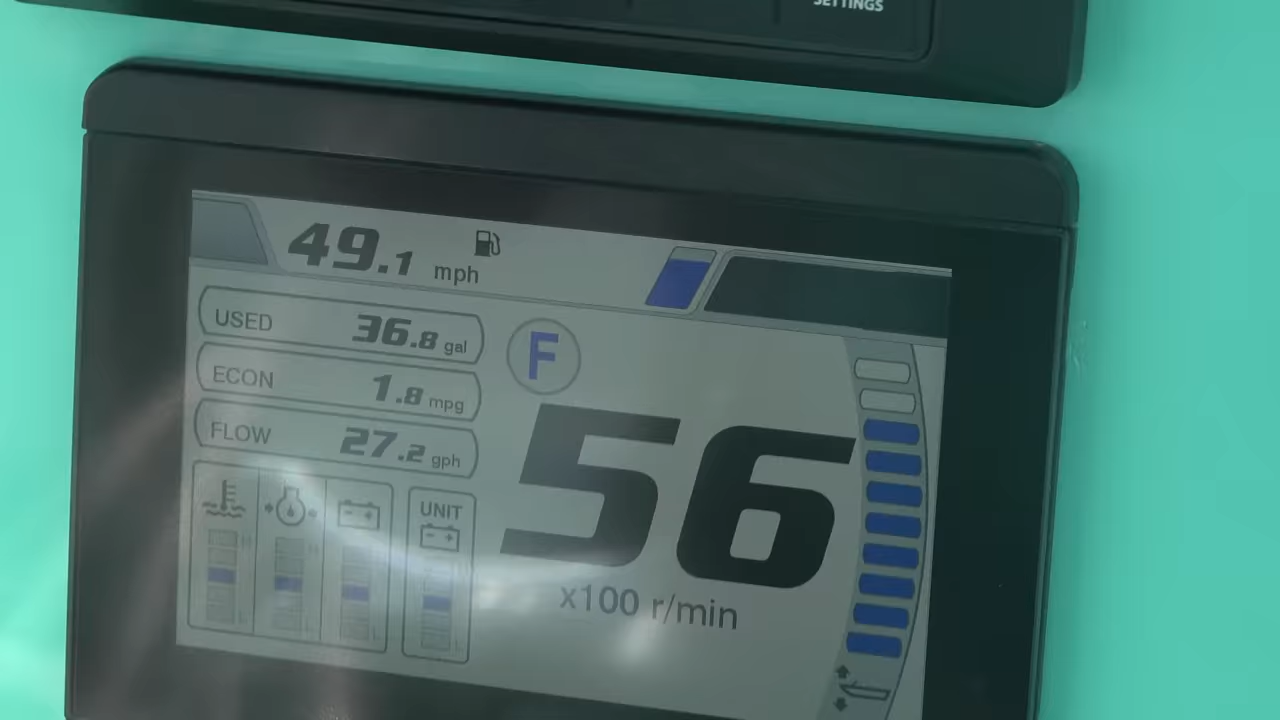 SETTINGS
49.1 mph
USED 36.8 gal
F
ECON 1.8 mpg
FLOW 27.2 gph
UNIT
56
x100 r/min